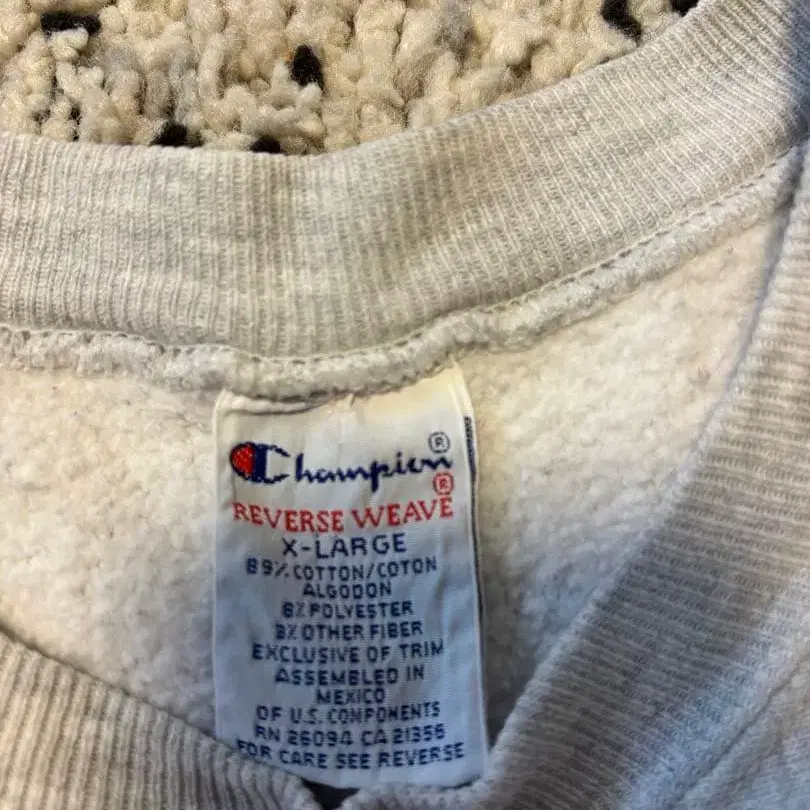 Champion®
®
REVERSE WEAVE
X-LARGE
89% COTTON/COTON
ALGODON
8% POLYESTER
3% OTHER FIBER
EXCLUSIVE OF TRIM
ASSEMBLED IN
MEXICO
OF U.S. COMPONENTS
RN 26094 CA 21356
FOR CARE SEE REVERSE